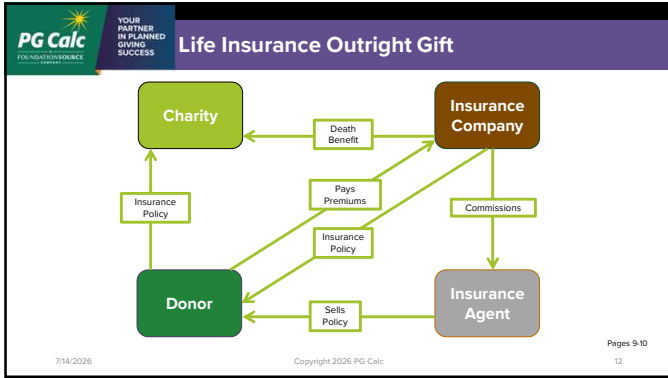 PG Calc
A
FOUNDATIONSOURCE
COMPANY
YOUR
PARTNER
IN PLANNED
GIVING
SUCCESS
Life Insurance Outright Gift
Charity
Insurance
Company
Death
Benefit
Pays
Premiums
Insurance
Policy
Insurance
Policy
Commissions
Donor
Sells
Policy
Insurance
Agent
Pages 9-10
7/14/2026
Copyright 2026 PG Calc
12